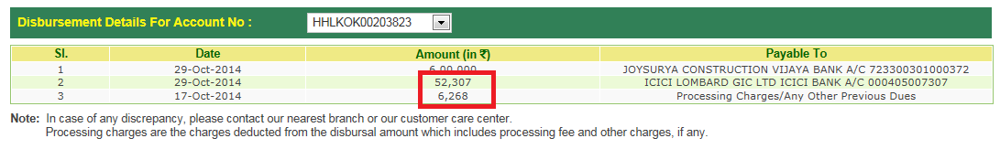 Disbursement Details For Account No : HHLKOK00203823
Sl. Date Amount (in ₹) Payable To
1 29-Oct-2014 6,00,000 JOYSURYA CONSTRUCTION VIJAYA BANK A/C 723300301000372
2 29-Oct-2014 52,307 ICICI LOMBARD GIC LTD ICICI BANK A/C 000405007307
3 17-Oct-2014 6,268 Processing Charges/Any Other Previous Dues
Note: In case of any discrepancy, please contact our nearest branch or our customer care center.
Processing charges are the charges deducted from the disbursal amount which includes processing fee and other charges, if any.